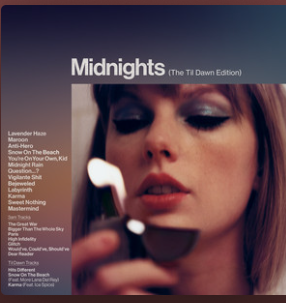 Midnights (The Til Dawn Edition)
Lavender Haze
Maroon
Anti-Hero
Snow On The Beach
You're On Your Own, Kid
Midnight Rain
Question...?
Vigilante Shit
Bejeweled
Labyrinth
Karma
Sweet Nothing
Mastermind
The Great War
Bigger Than The Whole Sky
Paris
High Infidelity
Glitch
Would've, Could've, Should've
Dear Reader
Til Dawn Tracks
Hits Different
Snow On The Beach
(Feat. More Lana Del Rey)
Karma (Feat. Ice Spice)